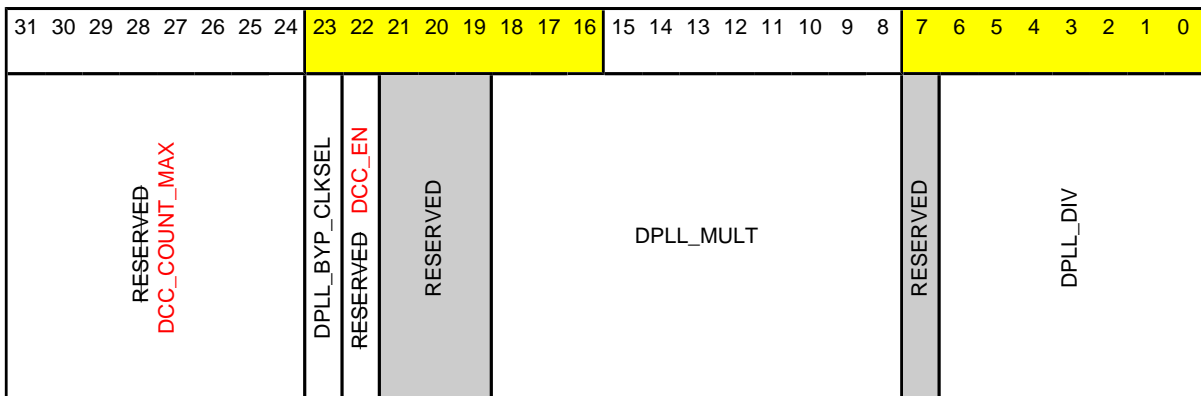 31 30 29 28 27 26 25 24 23 22 21 20 19 18 17 16 15 14 13 12 11 10 9 8 7 6 5 4 3 2 1 0
RESERVED
DCC_COUNT_MAX
DPLL_BYP_CLKSEL
RESERVED DCC_EN
RESERVED
DPLL_MULT
RESERVED
DPLL_DIV